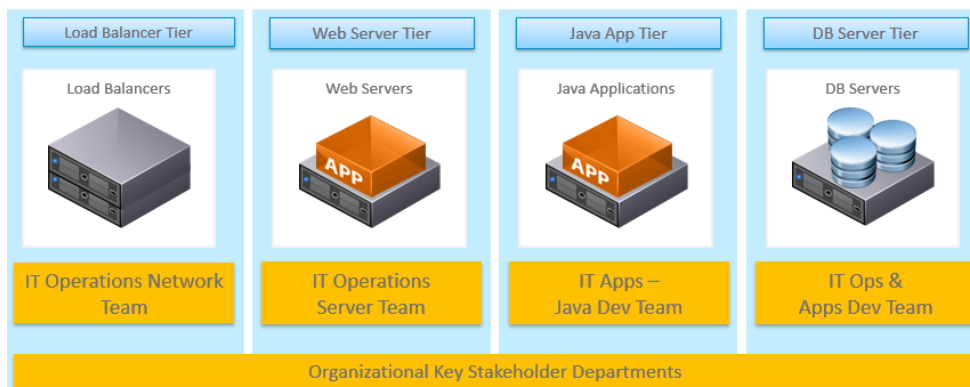 Load Balancer Tier
Web Server Tier
Java App Tier
DB Server Tier
Load Balancers
Web Servers
Java Applications
DB Servers
APP
APP
IT Operations Network
Team
IT Operations
Server Team
IT Apps –
Java Dev Team
IT Ops &
Apps Dev Team
Organizational Key Stakeholder Departments